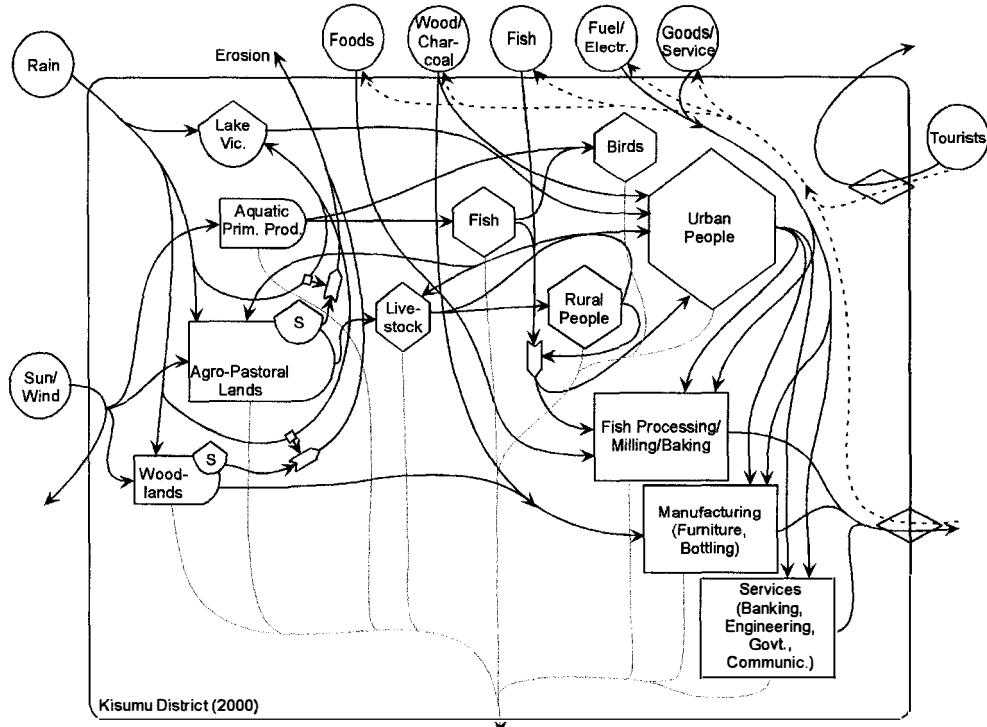 Foods
Wood/
Char-
coal
Fish
Fuel/
Electr.
Goods/
Service
Rain
Erosion
Tourists
Lake
Vic.
Birds
Aquatic
Prim. Prod.
Fish
Urban
People
Live-
stock
Rural
People
S
Agro-Pastoral
Lands
Sun/
Wind
Fish Processing/
Milling/Baking
S
Wood-
lands
Manufacturing
(Furniture,
Bottling)
Services
(Banking,
Engineering,
Govt.,
Communic.)
Kisumu District (2000)